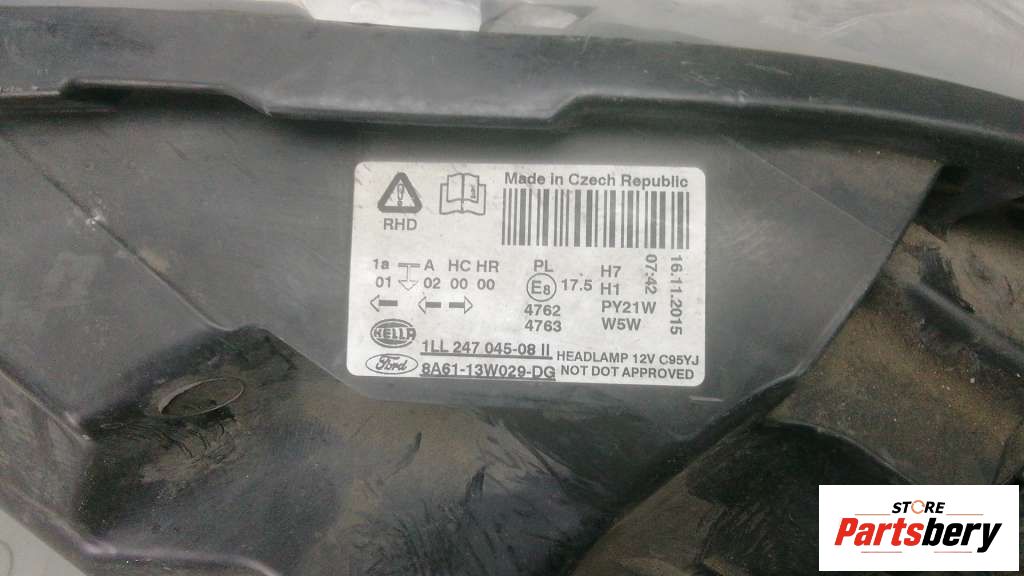 Made in Czech Republic
RHD
1a A HC HR
01 02 00 00
PL
E8 17.5
4762
4763
H7
H1
PY21W
W5W
07:42
16.11.2015
HELLA
1LL 247 045-08 II
Ford
8A61-13W029-DG
HEADLAMP 12V C95YJ
NOT DOT APPROVED
STORE
Partsbery